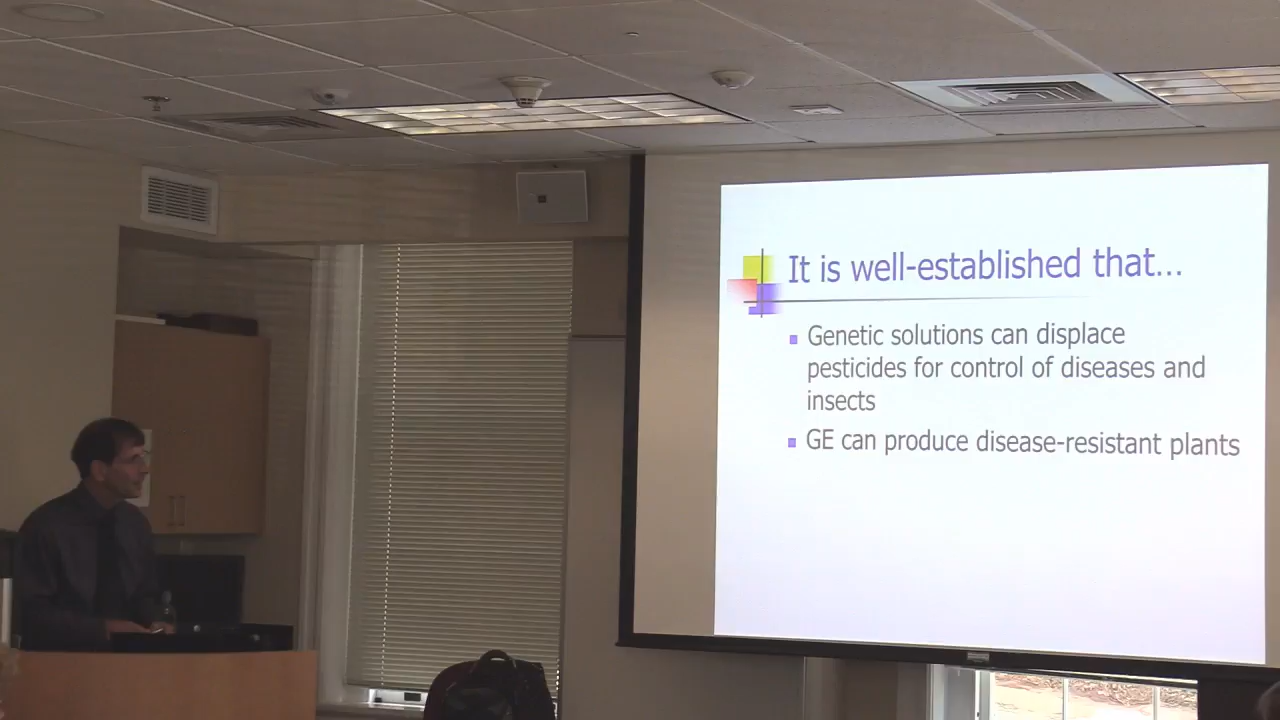 It is well-established that...
Genetic solutions can displace
pesticides for control of diseases and
insects
GE can produce disease-resistant plants